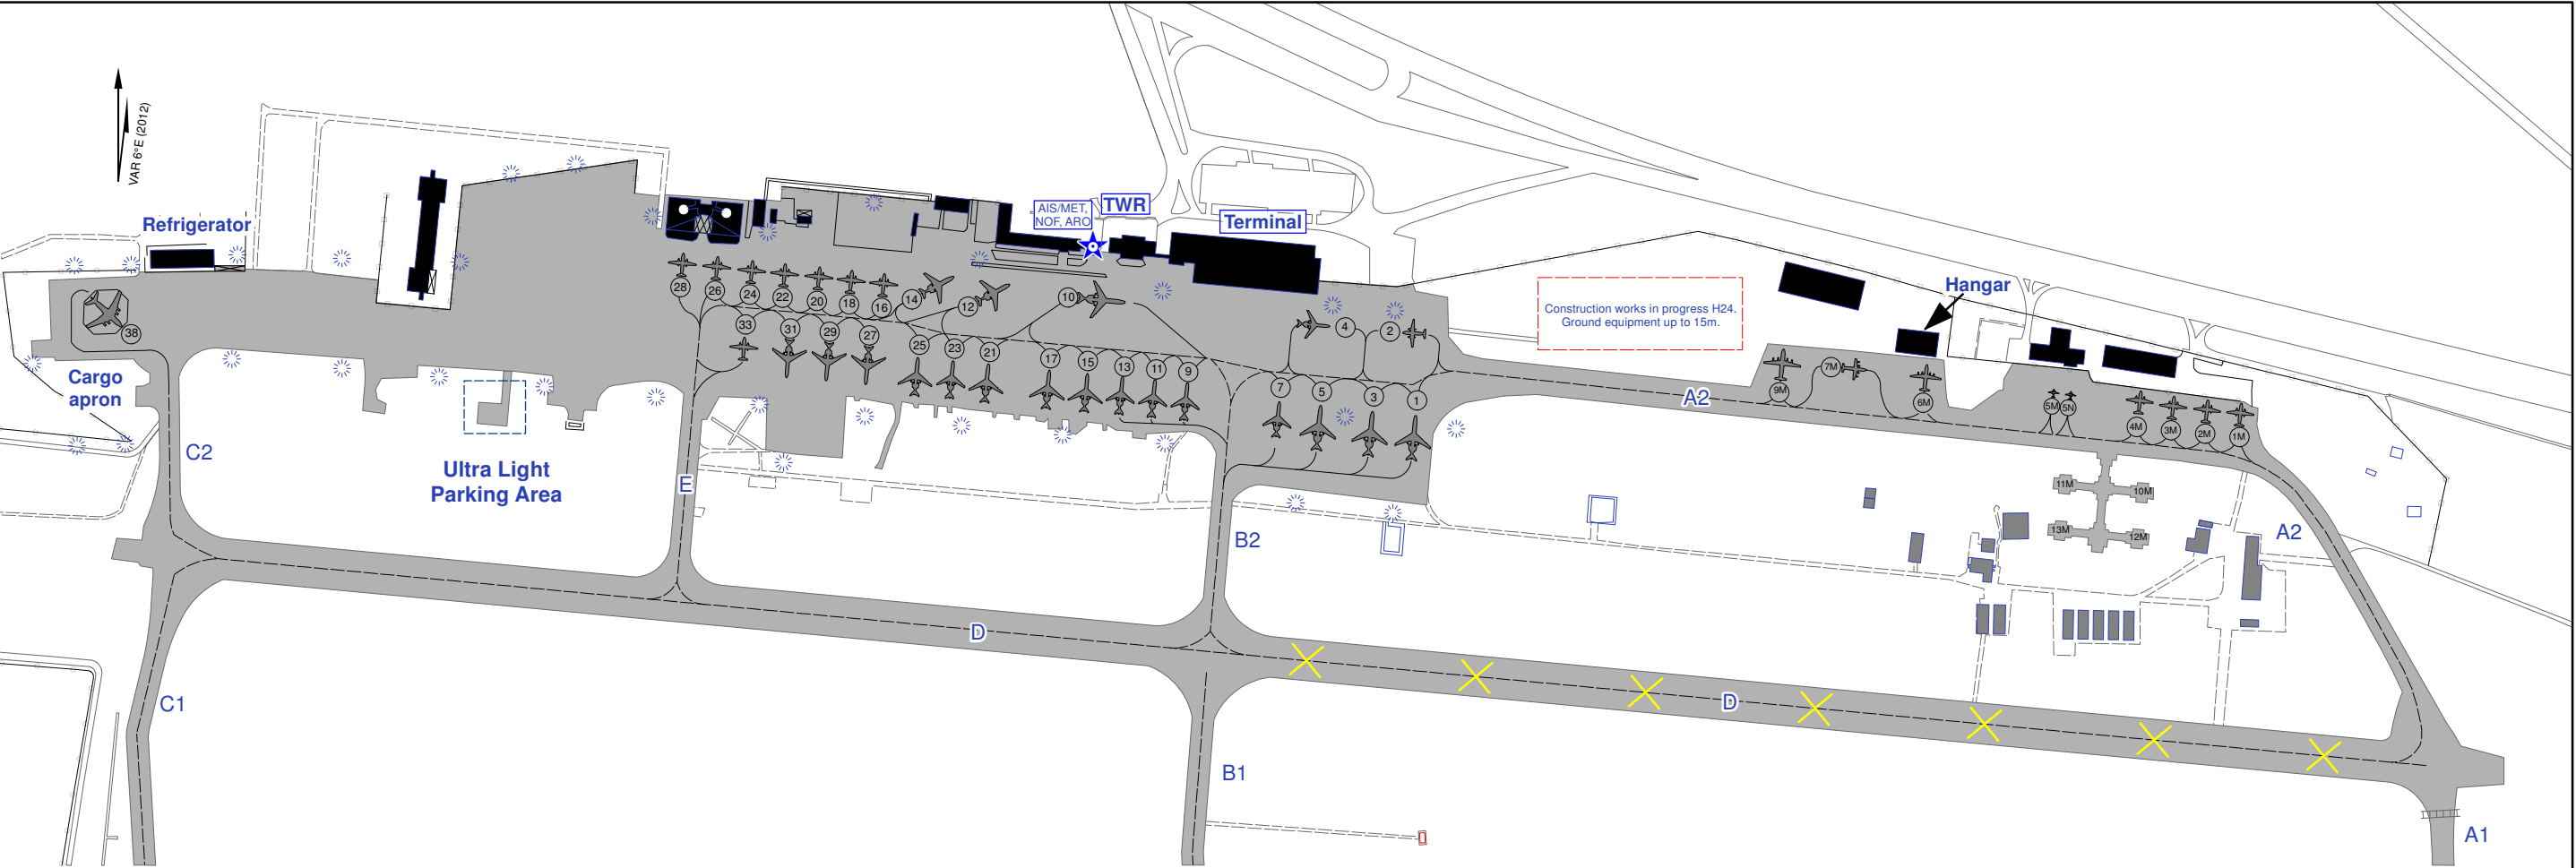 VAR 6°E (2012)
Refrigerator
AIS/MET,
NOF, ARO
TWR
Terminal
Construction works in progress H24.
Ground equipment up to 15m.
Hangar
28
26
24
22
20
18
16
14
12
10
4
2
38
33
31
29
27
25
23
21
17
15
13
11
9
7
5
3
1
9M
7M
6M
5M
5N
4M
3M
2M
1M
Cargo
apron
A2
C2
Ultra Light
Parking Area
E
11M
10M
13M
12M
B2
A2
D
D
C1
B1
A1